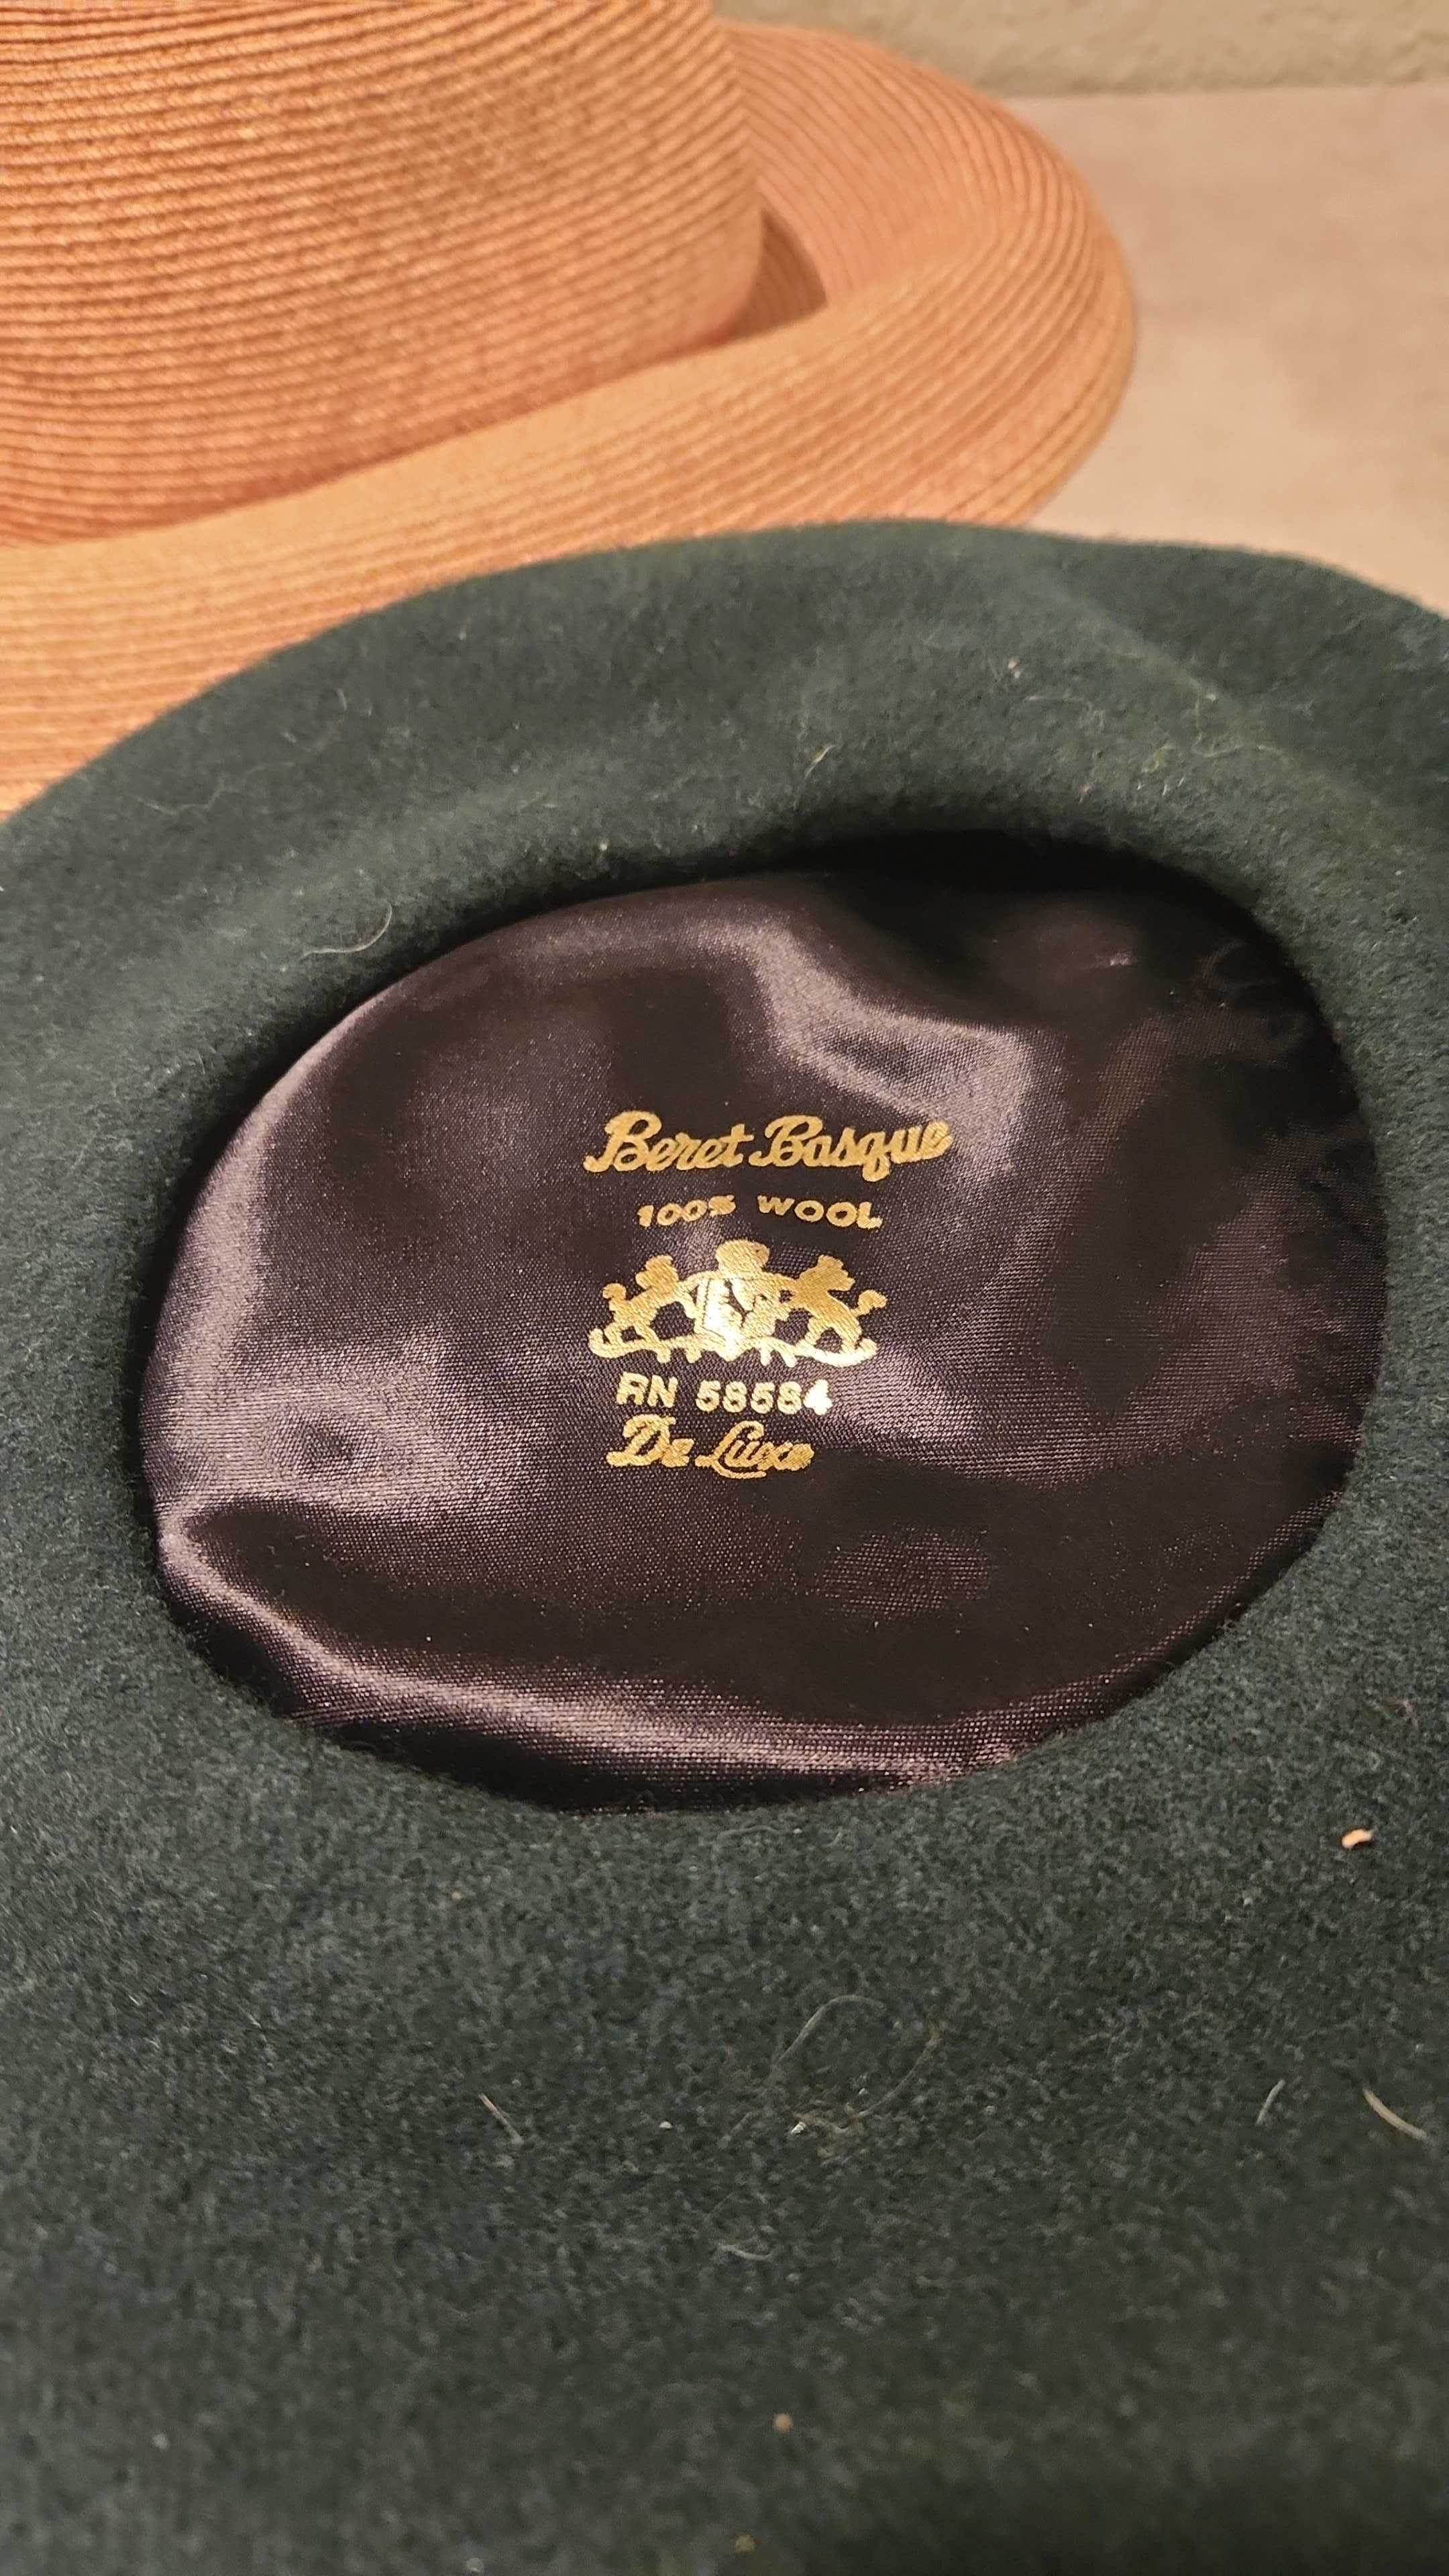 Beret Basque
100% WOOL
RN 58584
De Luxe